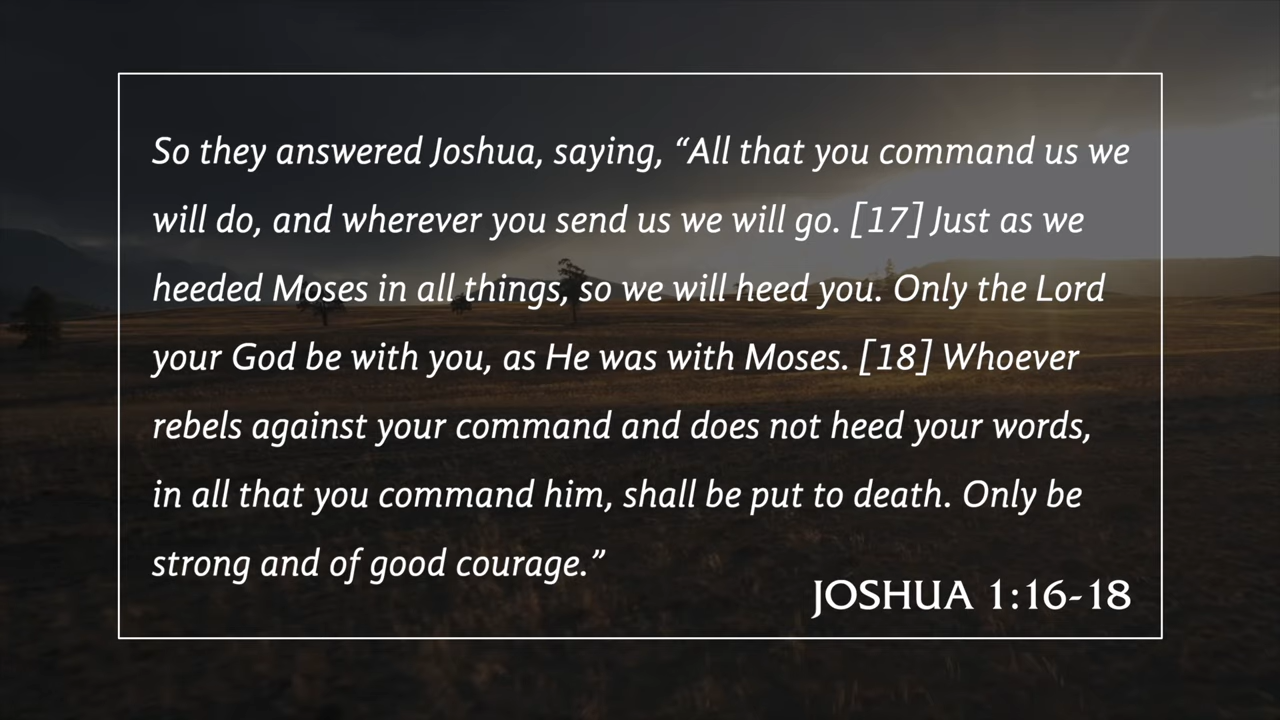 So they answered Joshua, saying, “All that you command us we
will do, and wherever you send us we will go. [17] Just as we
heeded Moses in all things, so we will heed you. Only the Lord
your God be with you, as He was with Moses. [18] Whoever
rebels against your command and does not heed your words,
in all that you command him, shall be put to death. Only be
strong and of good courage.”
JOSHUA 1:16-18